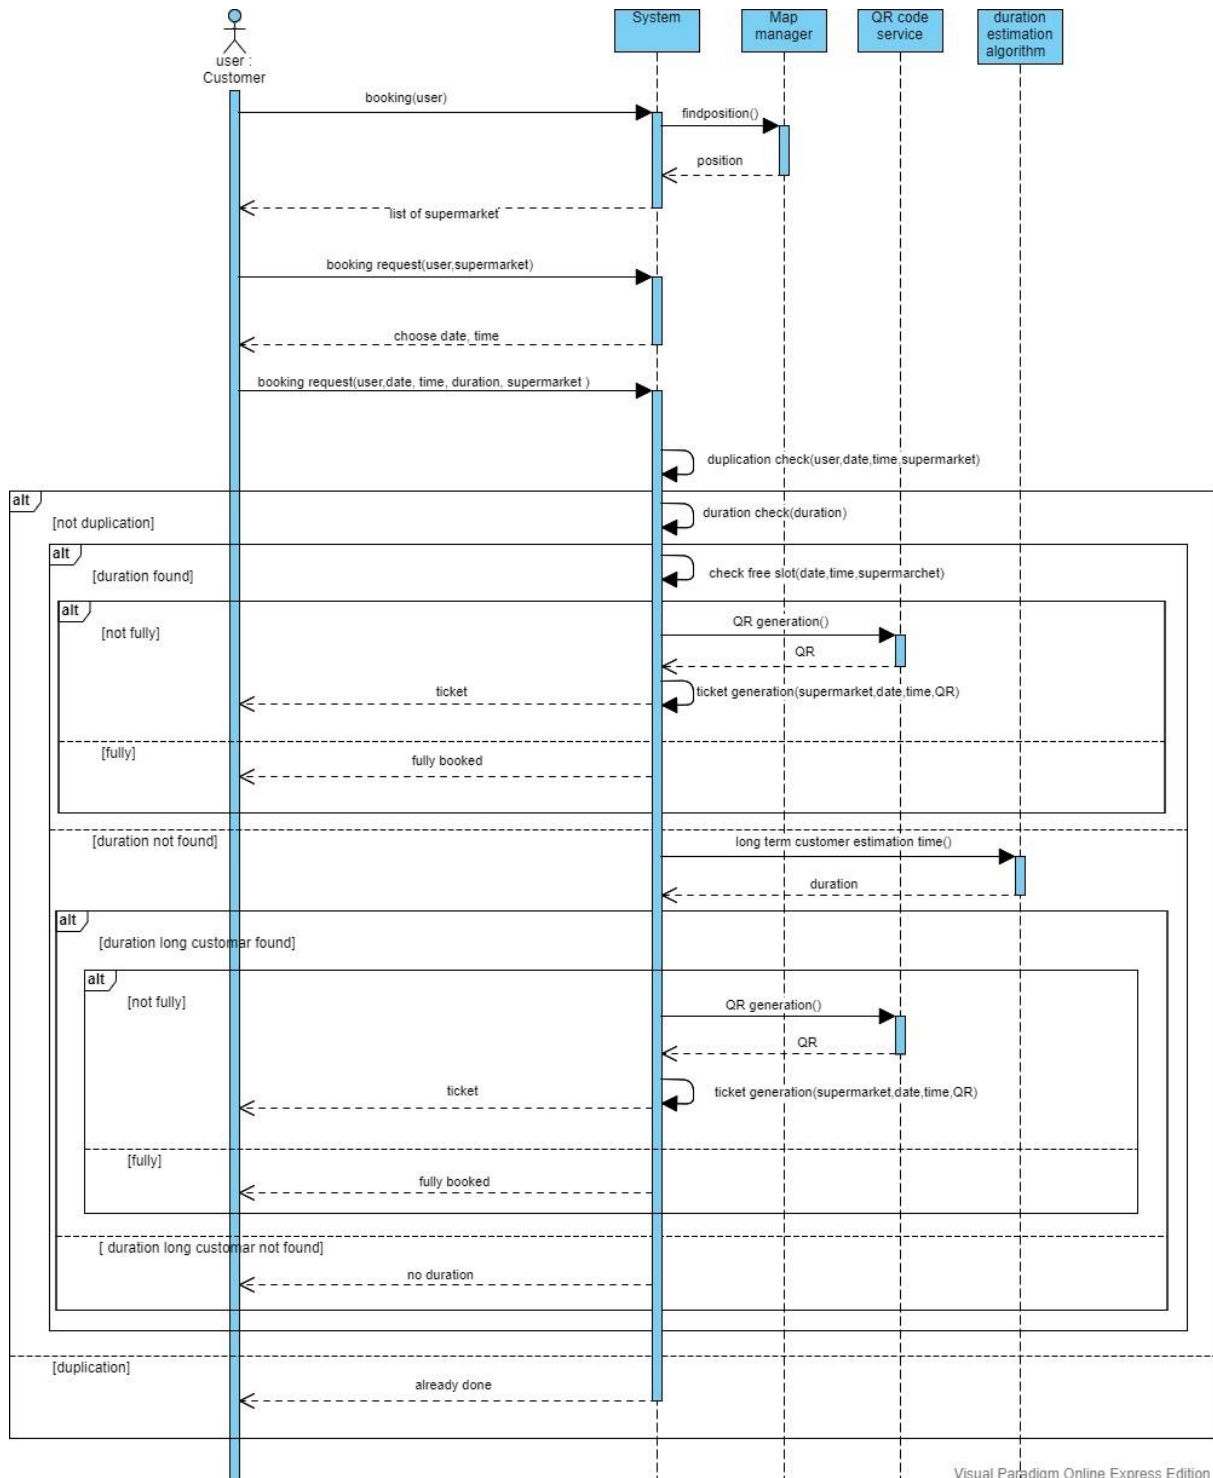 System
Map
manager
QR code
service
duration
estimation
algorithm
user :
Customer
booking(user)
findposition()
position
list of supermarket
booking request(user,supermarket)
choose date, time
booking request(user,date, time, duration, supermarket )
duplication check(user,date,time,supermarket)
alt
[not duplication]
duration check(duration)
alt
[duration found]
check free slot(date,time,supermarchet)
alt
[not fully]
QR generation()
QR
ticket
ticket generation(supermarket,date,time,QR)
[fully]
fully booked
[duration not found]
long term customer estimation time()
duration
alt
[duration long customar found]
alt
[not fully]
QR generation()
QR
ticket
ticket generation(supermarket,date,time,QR)
[fully]
fully booked
[ duration long customar not found]
no duration
[duplication]
already done
Visual Paradigm Online Express Edition